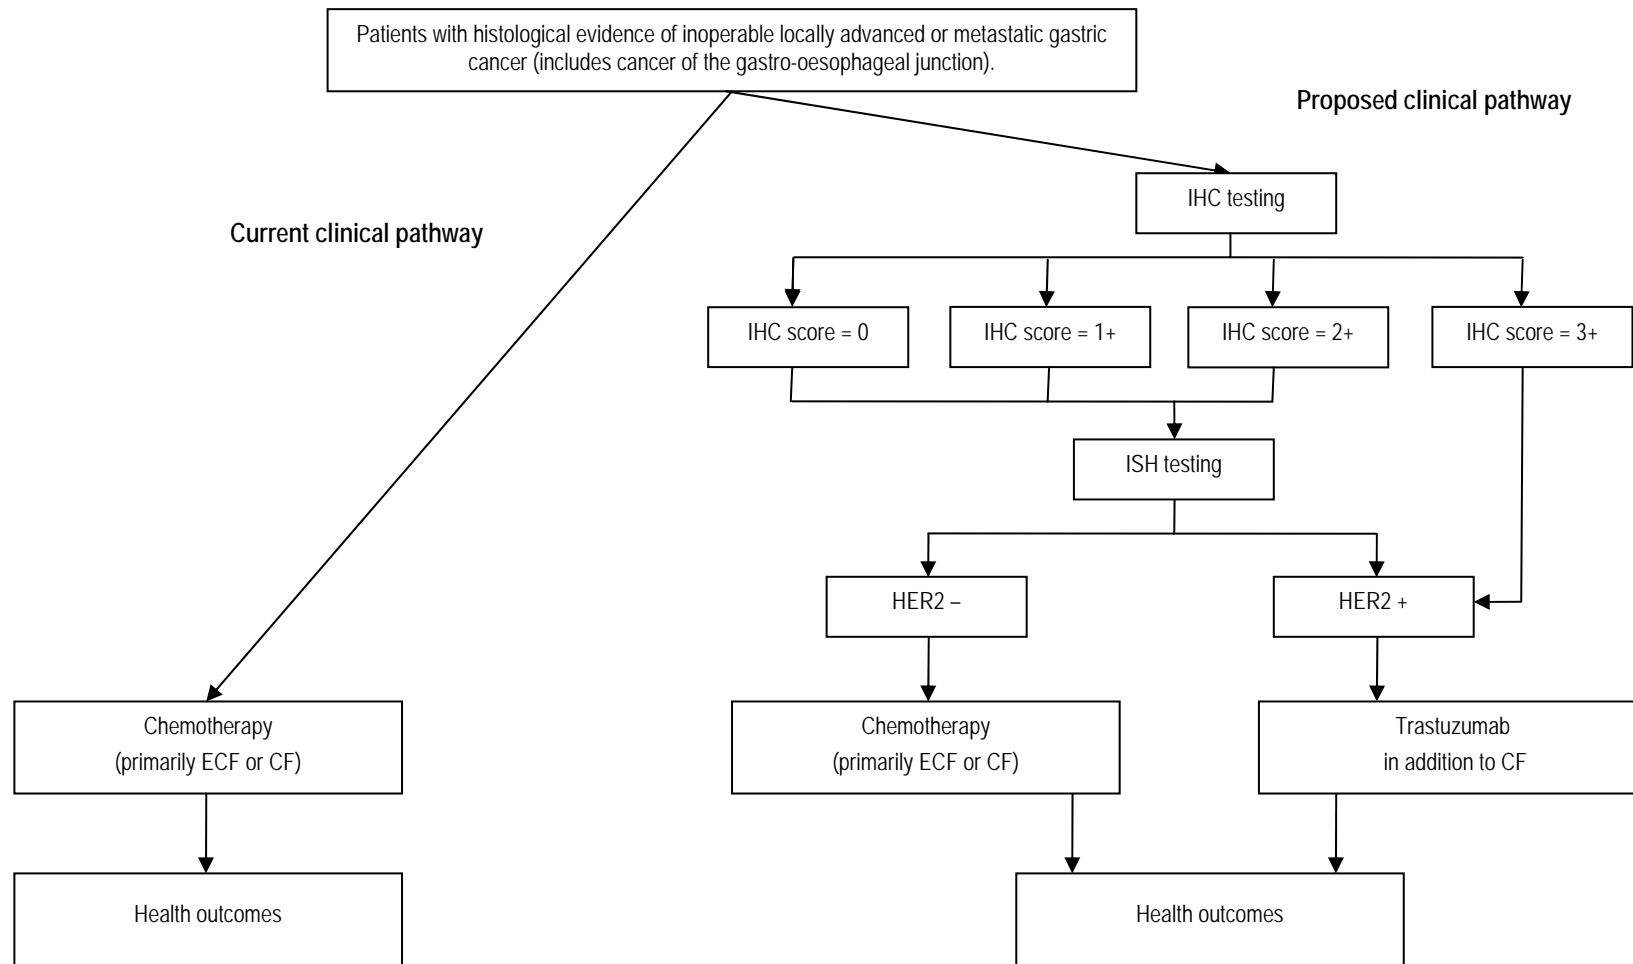 Patients with histological evidence of inoperable locally advanced or metastatic gastric
cancer (includes cancer of the gastro-oesophageal junction).
Proposed clinical pathway
IHC testing
Current clinical pathway
IHC score = 0
IHC score = 1+
IHC score = 2+
IHC score = 3+
ISH testing
HER2 –
HER2 +
Chemotherapy
(primarily ECF or CF)
Chemotherapy
(primarily ECF or CF)
Trastuzumab
in addition to CF
Health outcomes
Health outcomes